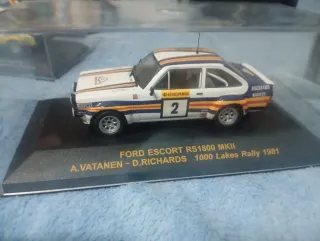 2
FORD ESCORT RS1800 MKII
A.VATANEN - D.RICHARDS 1000 Lakes Rally 1981